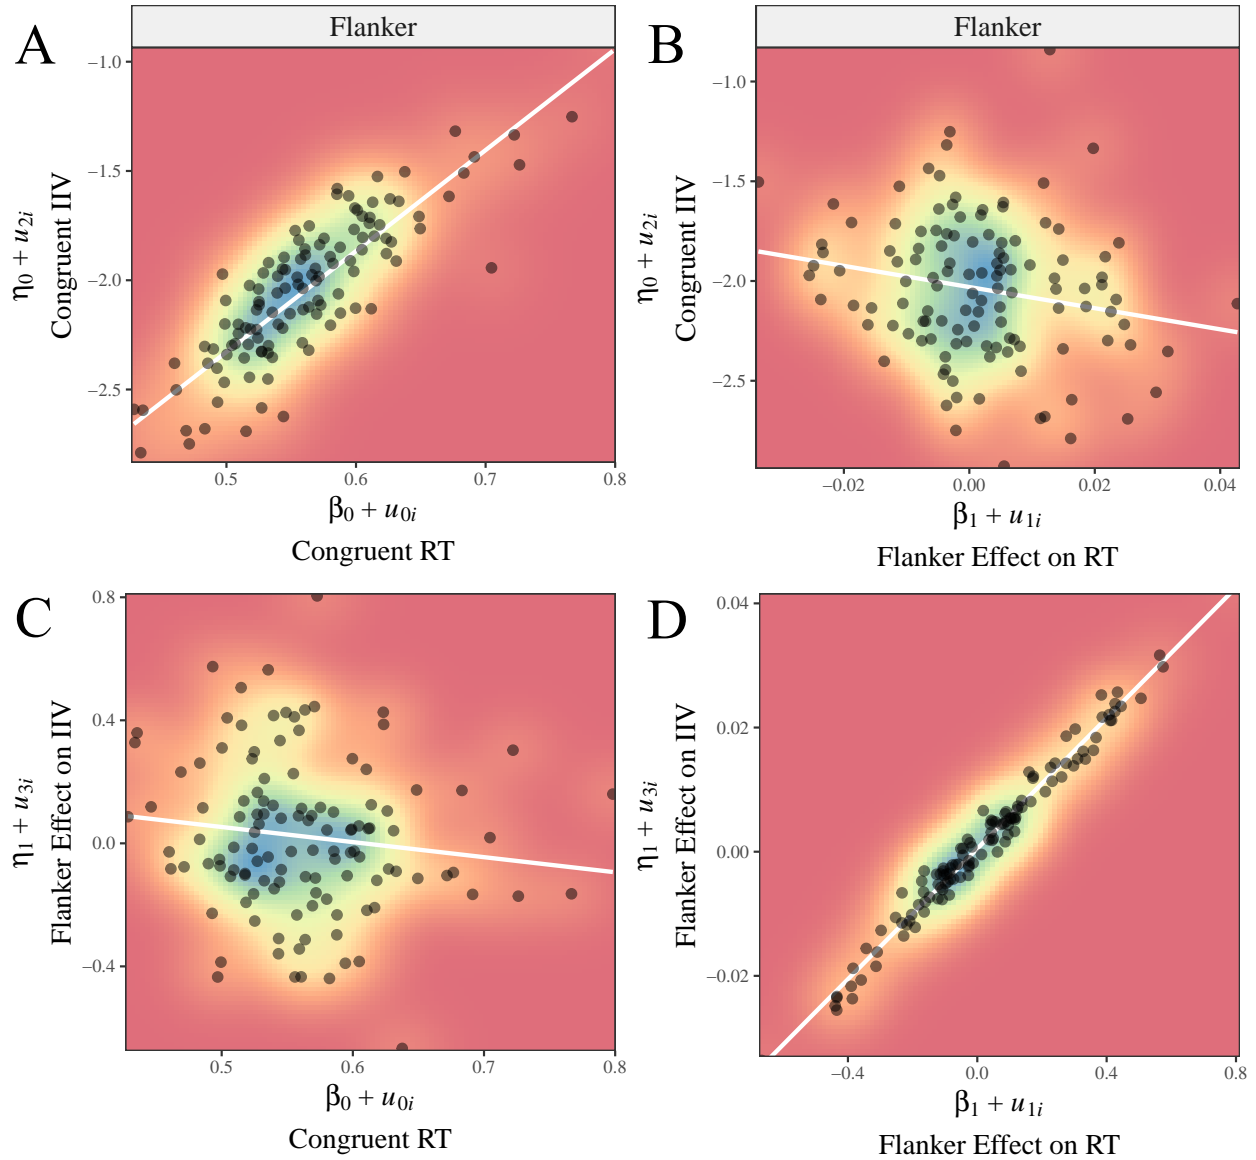 A
Flanker
−1.0
−1.5
−2.0
−2.5
η0 + u2i
Congruent IIV
0.5
0.6
0.7
0.8
β0 + u0i
Congruent RT
B
Flanker
−1.0
−1.5
−2.0
−2.5
η0 + u2i
Congruent IIV
−0.02
0.00
0.02
0.04
β1 + u1i
Flanker Effect on RT
C
0.8
0.4
0.0
−0.4
η1 + u3i
Flanker Effect on IIV
0.5
0.6
0.7
0.8
β0 + u0i
Congruent RT
D
0.04
0.02
0.00
−0.02
η1 + u3i
Flanker Effect on IIV
−0.4
0.0
0.4
0.8
β1 + u1i
Flanker Effect on RT